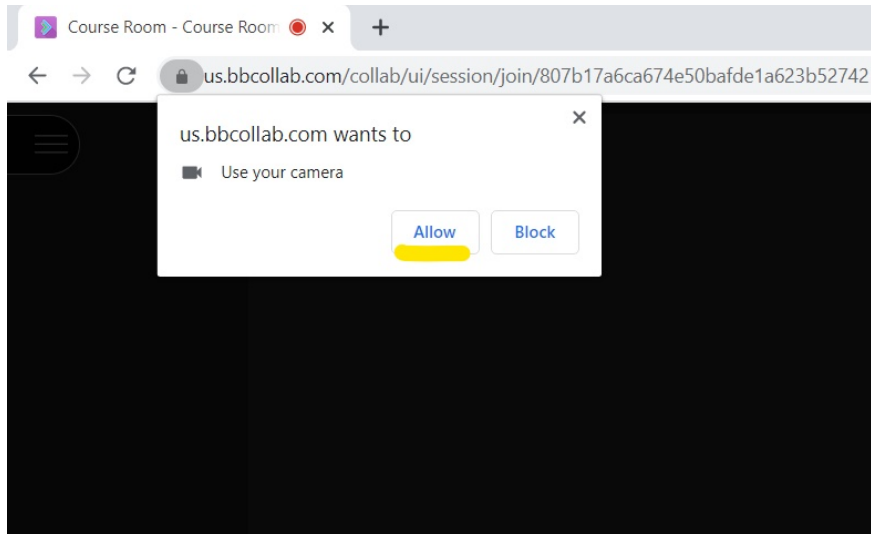 Course Room - Course Room
us.bbcollab.com/collab/ui/session/join/807b17a6ca674e50bafde1a623b52742
us.bbcollab.com wants to
Use your camera
Allow Block